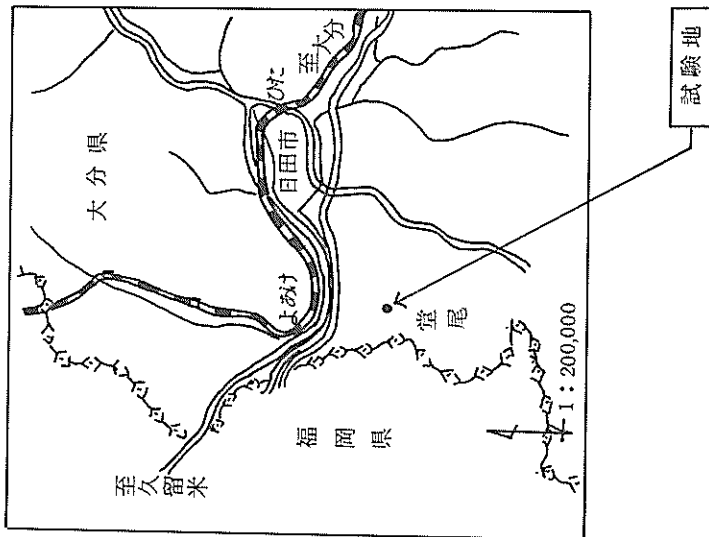 大分県
至大分
ひた
日田市
よあけ
堂尾
福岡県
至久留米
1:200,000
試験地